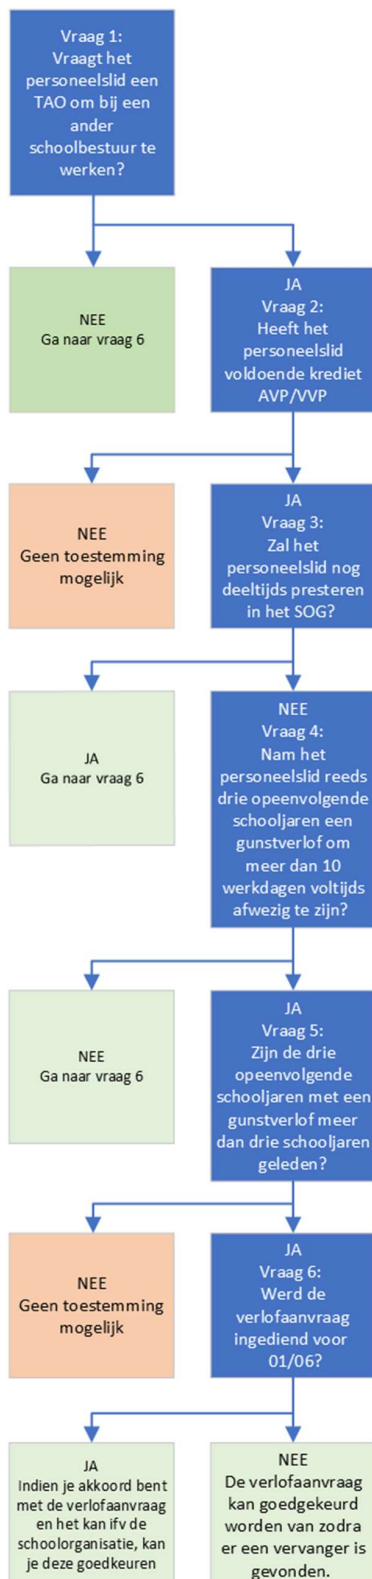 Vraag 1:
Vraagt het
personeelslid een
TAO om bij een
ander
schoolbestuur te
werken?
NEE
Ga naar vraag 6
JA
Vraag 2:
Heeft het
personeelslid
voldoende krediet
AVP/VVP
NEE
Geen toestemming
mogelijk
JA
Vraag 3:
Zal het
personeelslid nog
deeltijds presteren
in het SOG?
JA
Ga naar vraag 6
NEE
Vraag 4:
Nam het
personeelslid reeds
drie opeenvolgende
schooljaren een
gunstverlof om
meer dan 10
werkdagen voltijds
afwezig te zijn?
NEE
Ga naar vraag 6
JA
Vraag 5:
Zijn de drie
opeenvolgende
schooljaren met een
gunstverlof meer
dan drie schooljaren
geleden?
NEE
Geen toestemming
mogelijk
JA
Vraag 6:
Werd de
verlofaanvraag
ingediend voor
01/06?
JA
Indien je akkoord bent
met de verlofaanvraag
en het kan ifv de
schoolorganisatie, kan
je deze goedkeuren
NEE
De verlofaanvraag
kan goedgekeurd
worden van zodra
er een vervanger is
gevonden.